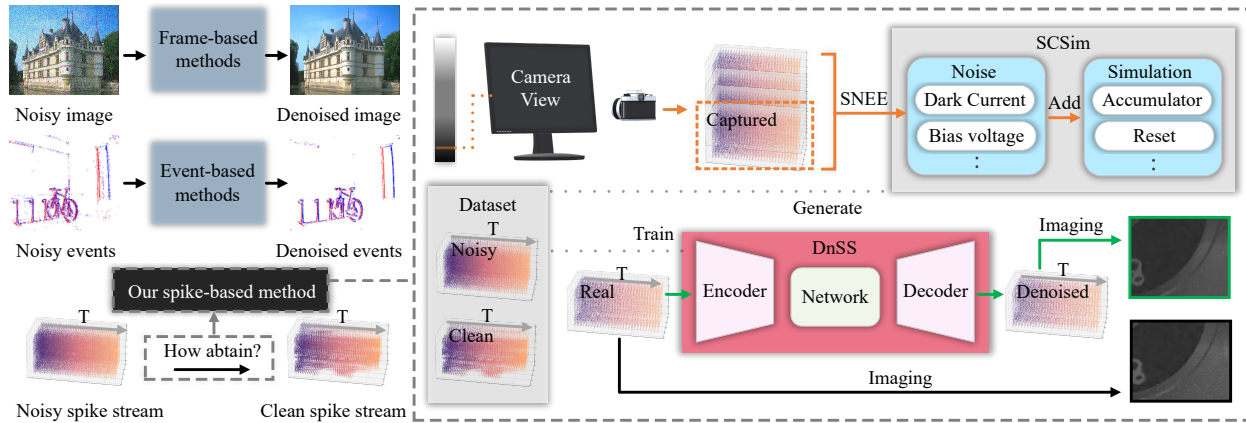 Frame-based
methods
Noisy image
Denoised image
Event-based
methods
Noisy events
Denoised events
Our spike-based method
T
How abtain?
T
Noisy spike stream
Clean spike stream
Camera
View
Captured
SNEE
SCSim
Noise
Dark Current
Bias voltage
⋮
Add
Simulation
Accumulator
Reset
⋮
Dataset
T
Noisy
T
Clean
Generate
Train
T
Real
DnSS
Encoder
Network
Decoder
T
Denoised
Imaging
Imaging